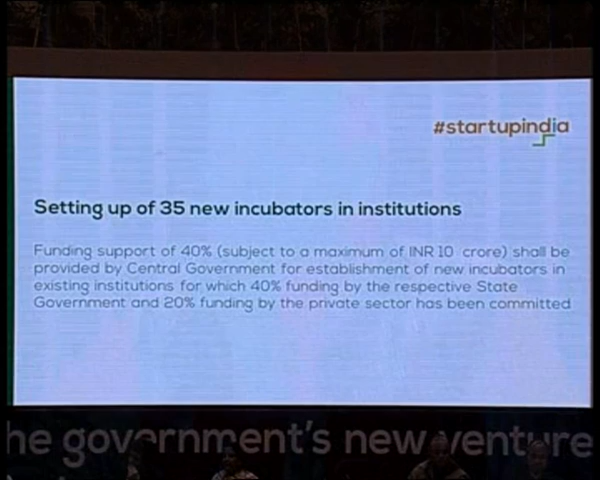 #startupindia
Setting up of 35 new incubators in institutions
Funding support of 40% (subject to a maximum of INR 10 crore) shall be
provided by Central Government for establishment of new incubators in
existing institutions for which 40% funding by the respective State
Government and 20% funding by the private sector has been committed
he government's new venture